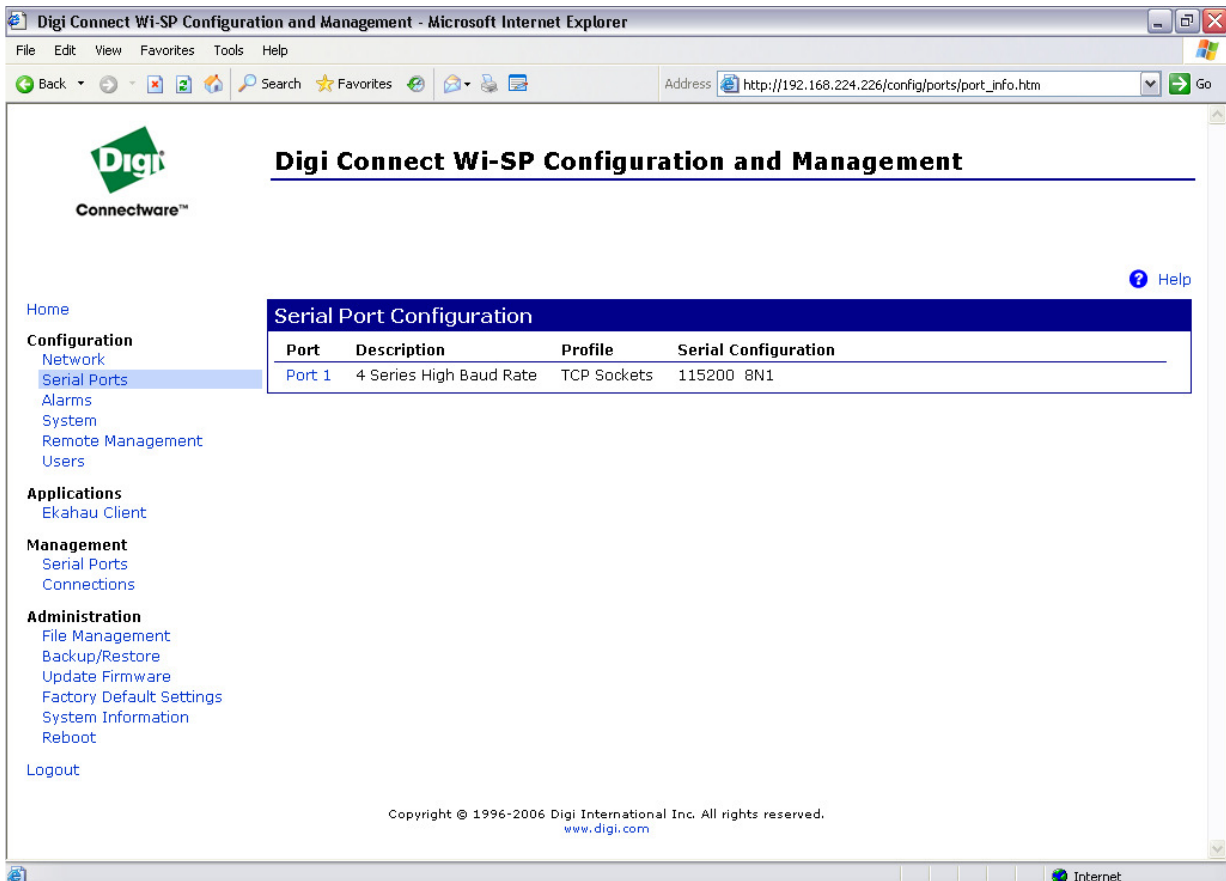 Digi Connect Wi-SP Configuration and Management - Microsoft Internet Explorer
File Edit View Favorites Tools Help
Back Search Favorites Address http://192.168.224.226/config/ports/port_info.htm Go
Digi
Connectware™
Digi Connect Wi-SP Configuration and Management
? Help
Home
Configuration
Network
Serial Ports
Alarms
System
Remote Management
Users
Applications
Ekahau Client
Management
Serial Ports
Connections
Administration
File Management
Backup/Restore
Update Firmware
Factory Default Settings
System Information
Reboot
Logout
Serial Port Configuration
Port Description Profile Serial Configuration
Port 1 4 Series High Baud Rate TCP Sockets 115200 8N1
Copyright © 1996-2006 Digi International Inc. All rights reserved.
www.digi.com
Internet